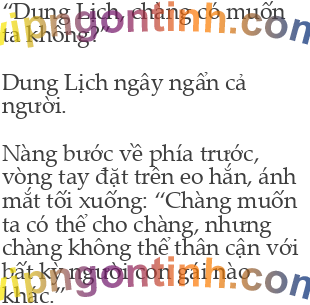 “Dung Lịch, chàng có muốn
ta không?”
vipngontinh.com
Dung Lịch ngây ngẩn cả
người.
Nàng bước về phía trước,
vòng tay đặt trên eo hắn, ánh
mắt tối xuống: “Chàng muốn
ta có thể cho chàng, nhưng
chàng không thể thân cận với
bất kỳ người con gái nào
khác.”
vipngontinh.com